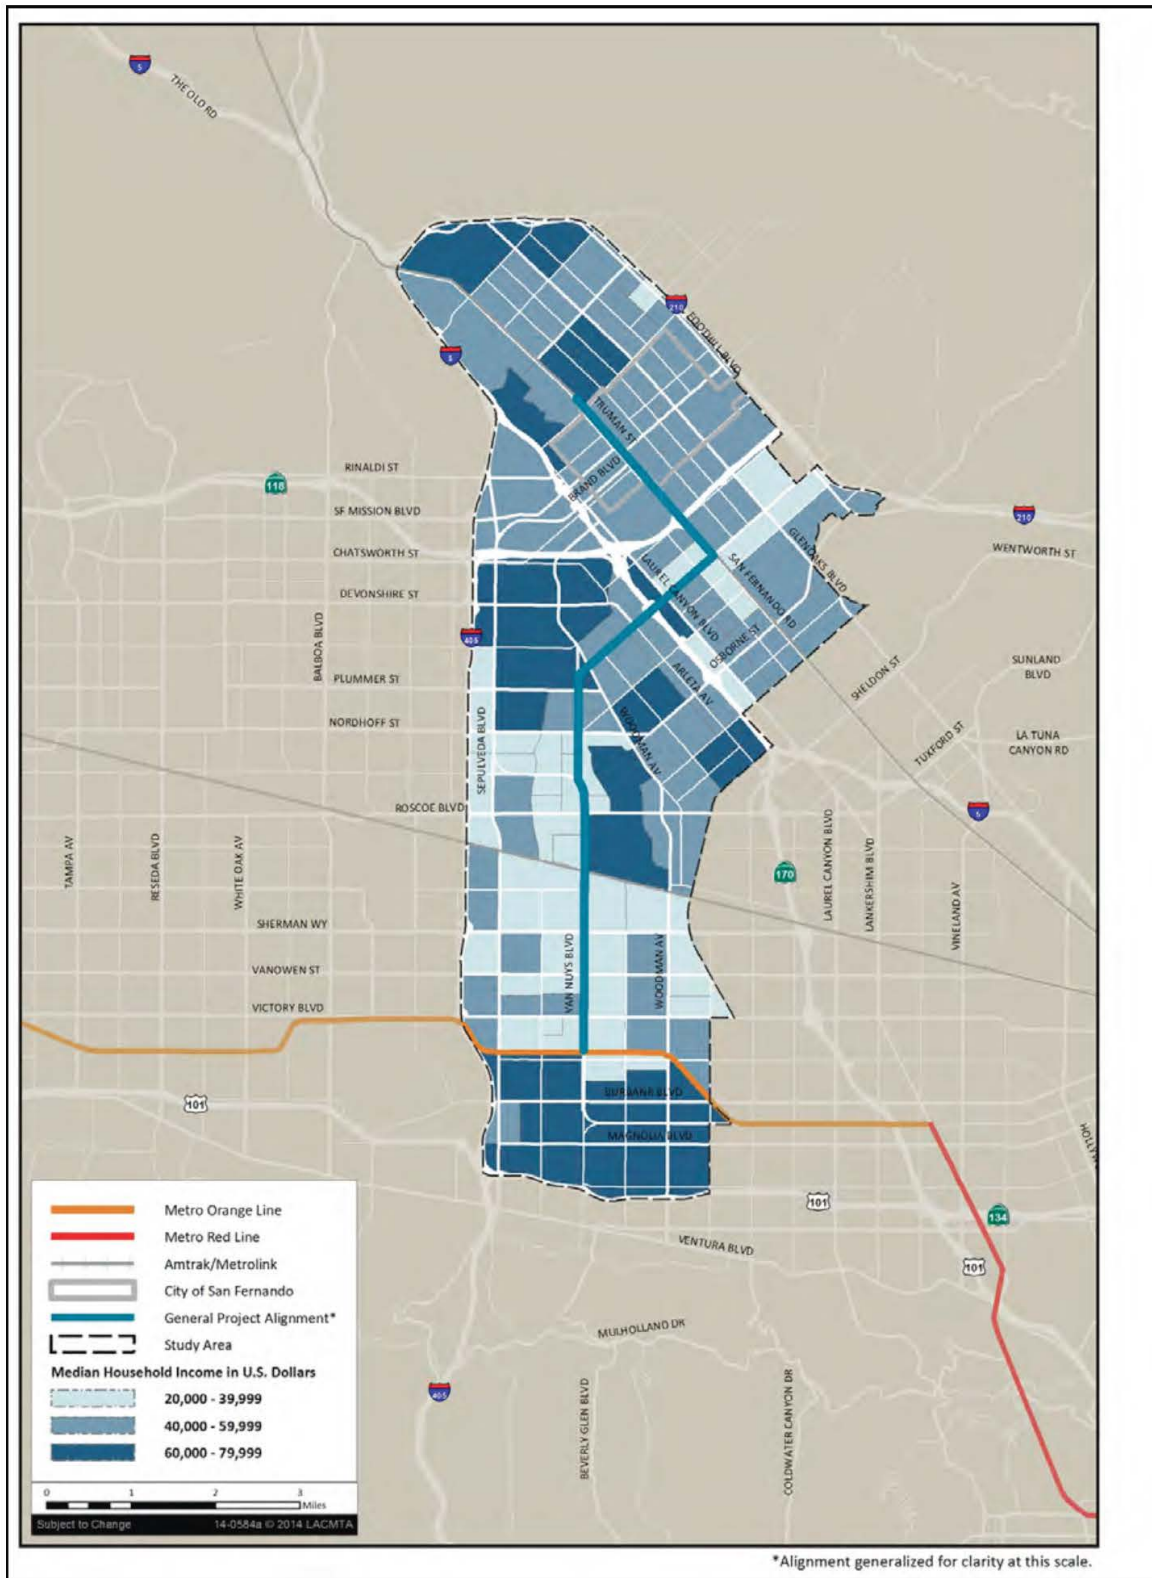 5
THE OLD RD
210
FOOTHILL BLVD
5
TRUMAN ST
RINALDI ST
118
BRAND BLVD
SF MISSION BLVD
210
GLENOAKS BLVD
WENTWORTH ST
CHATSWORTH ST
LAUREL CANYON BLVD
SAN FERNANDO RD
DEVONSHIRE ST
405
BALBOA BLVD
OSBORNE ST
SHELDON ST
SUNLAND
BLVD
PLUMMER ST
ARLETA AV
NORDHOFF ST
SEPULVEDA BLVD
WOODMAN AV
TUXFORD ST
LA TUNA
CANYON RD
ROSCOE BLVD
5
TAMPA AV
RESEDA BLVD
WHITE OAK AV
170
LAUREL CANYON BLVD
LANKERSHIM BLVD
VINELAND AV
SHERMAN WY
VAN NUYS BLVD
WOODMAN AV
VANOWEN ST
VICTORY BLVD
101
BURBANK BLVD
MAGNOLIA BLVD
101
134
VENTURA BLVD
101
MULHOLLAND DR
405
BEVERLY GLEN BLVD
COLDWATER CANYON DR
Metro Orange Line
Metro Red Line
Amtrak/Metrolink
City of San Fernando
General Project Alignment*
Study Area
Median Household Income in U.S. Dollars
20,000 - 39,999
40,000 - 59,999
60,000 - 79,999
0 1 2 3
Miles
Subject to Change 14-0584a © 2014 LACMTA
*Alignment generalized for clarity at this scale.